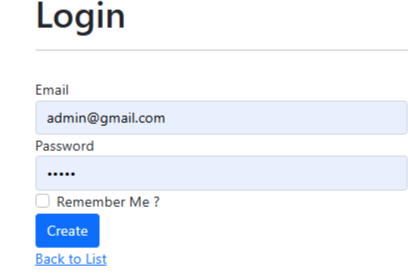 Login
Email
admin@gmail.com
Password
•••••
Remember Me ?
Create
Back to List